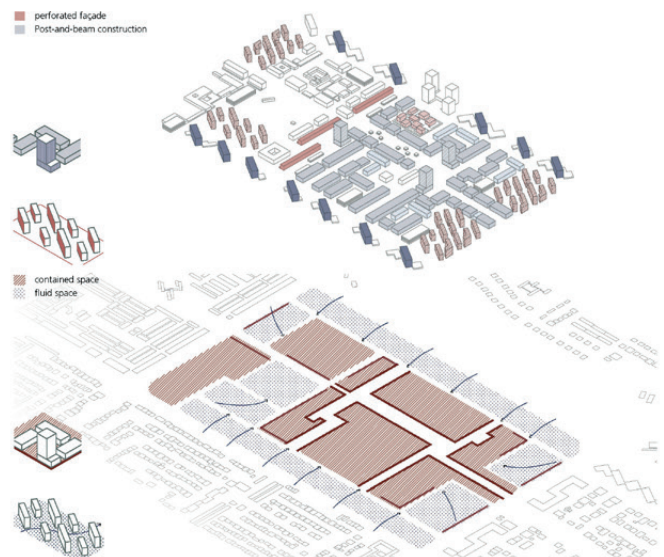 perforated façade
Post-and-beam construction
contained space
fluid space